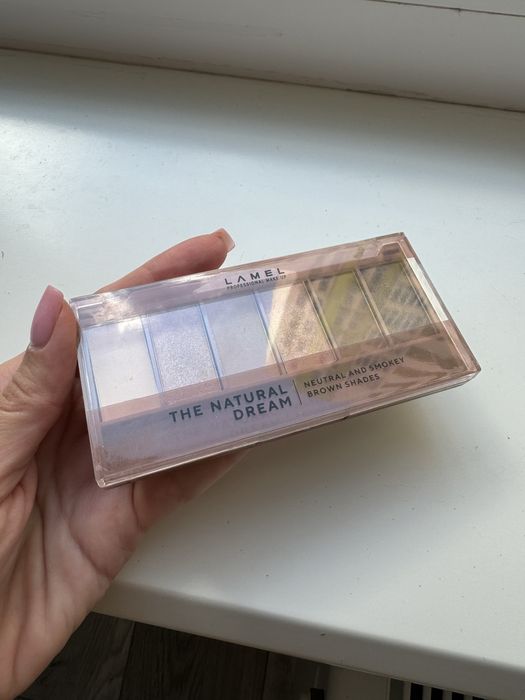 LAMEL
PROFESSIONAL MAKE UP
THE NATURAL
DREAM
NEUTRAL AND SMOKEY
BROWN SHADES